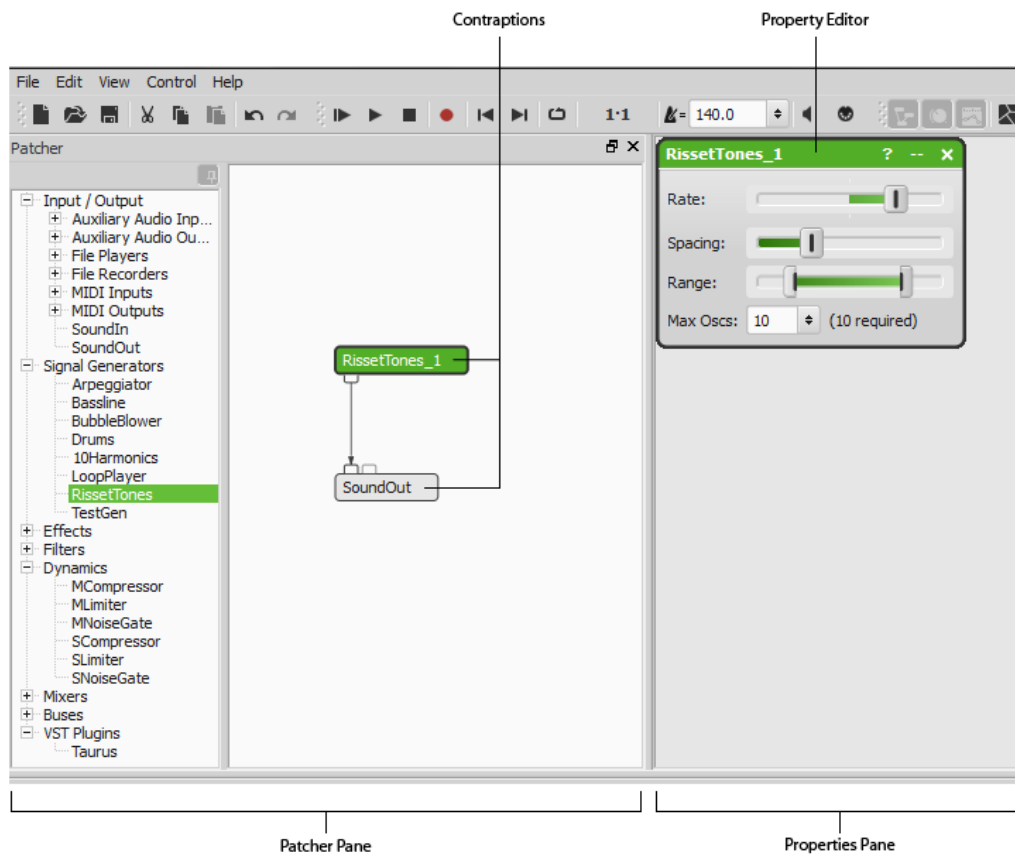 Contraptions
Property Editor
File Edit View Control Help
1·1
= 140.0
Patcher
RissetTones_1 ? -- ×
Input / Output
Auxiliary Audio Inp...
Auxiliary Audio Ou...
File Players
File Recorders
MIDI Inputs
MIDI Outputs
SoundIn
SoundOut
Signal Generators
Arpeggiator
Bassline
BubbleBlower
Drums
10Harmonics
LoopPlayer
RissetTones
TestGen
Effects
Filters
Dynamics
MCompressor
MLimiter
MNoiseGate
SCompressor
SLimiter
SNoiseGate
Mixers
Buses
VST Plugins
Taurus
RissetTones_1
SoundOut
Rate:
Spacing:
Range:
Max Oscs: 10 (10 required)
Patcher Pane
Properties Pane